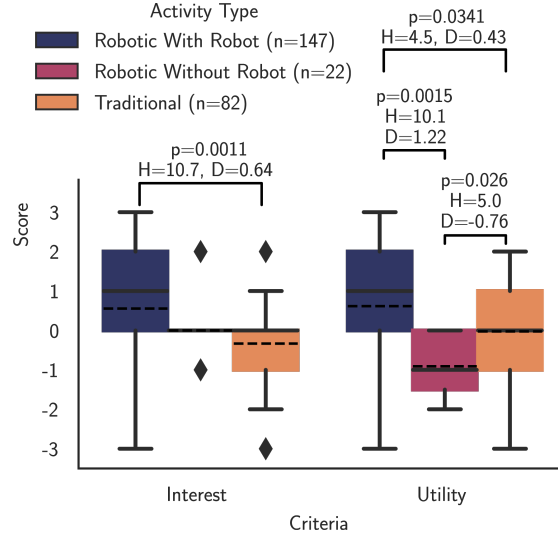 Activity Type
Robotic With Robot (n=147)
Robotic Without Robot (n=22)
Traditional (n=82)
p=0.0341
H=4.5, D=0.43
p=0.0015
H=10.1
D=1.22
p=0.0011
H=10.7, D=0.64
p=0.026
H=5.0
D=-0.76
Score
3
2
1
0
-1
-2
-3
Interest
Utility
Criteria